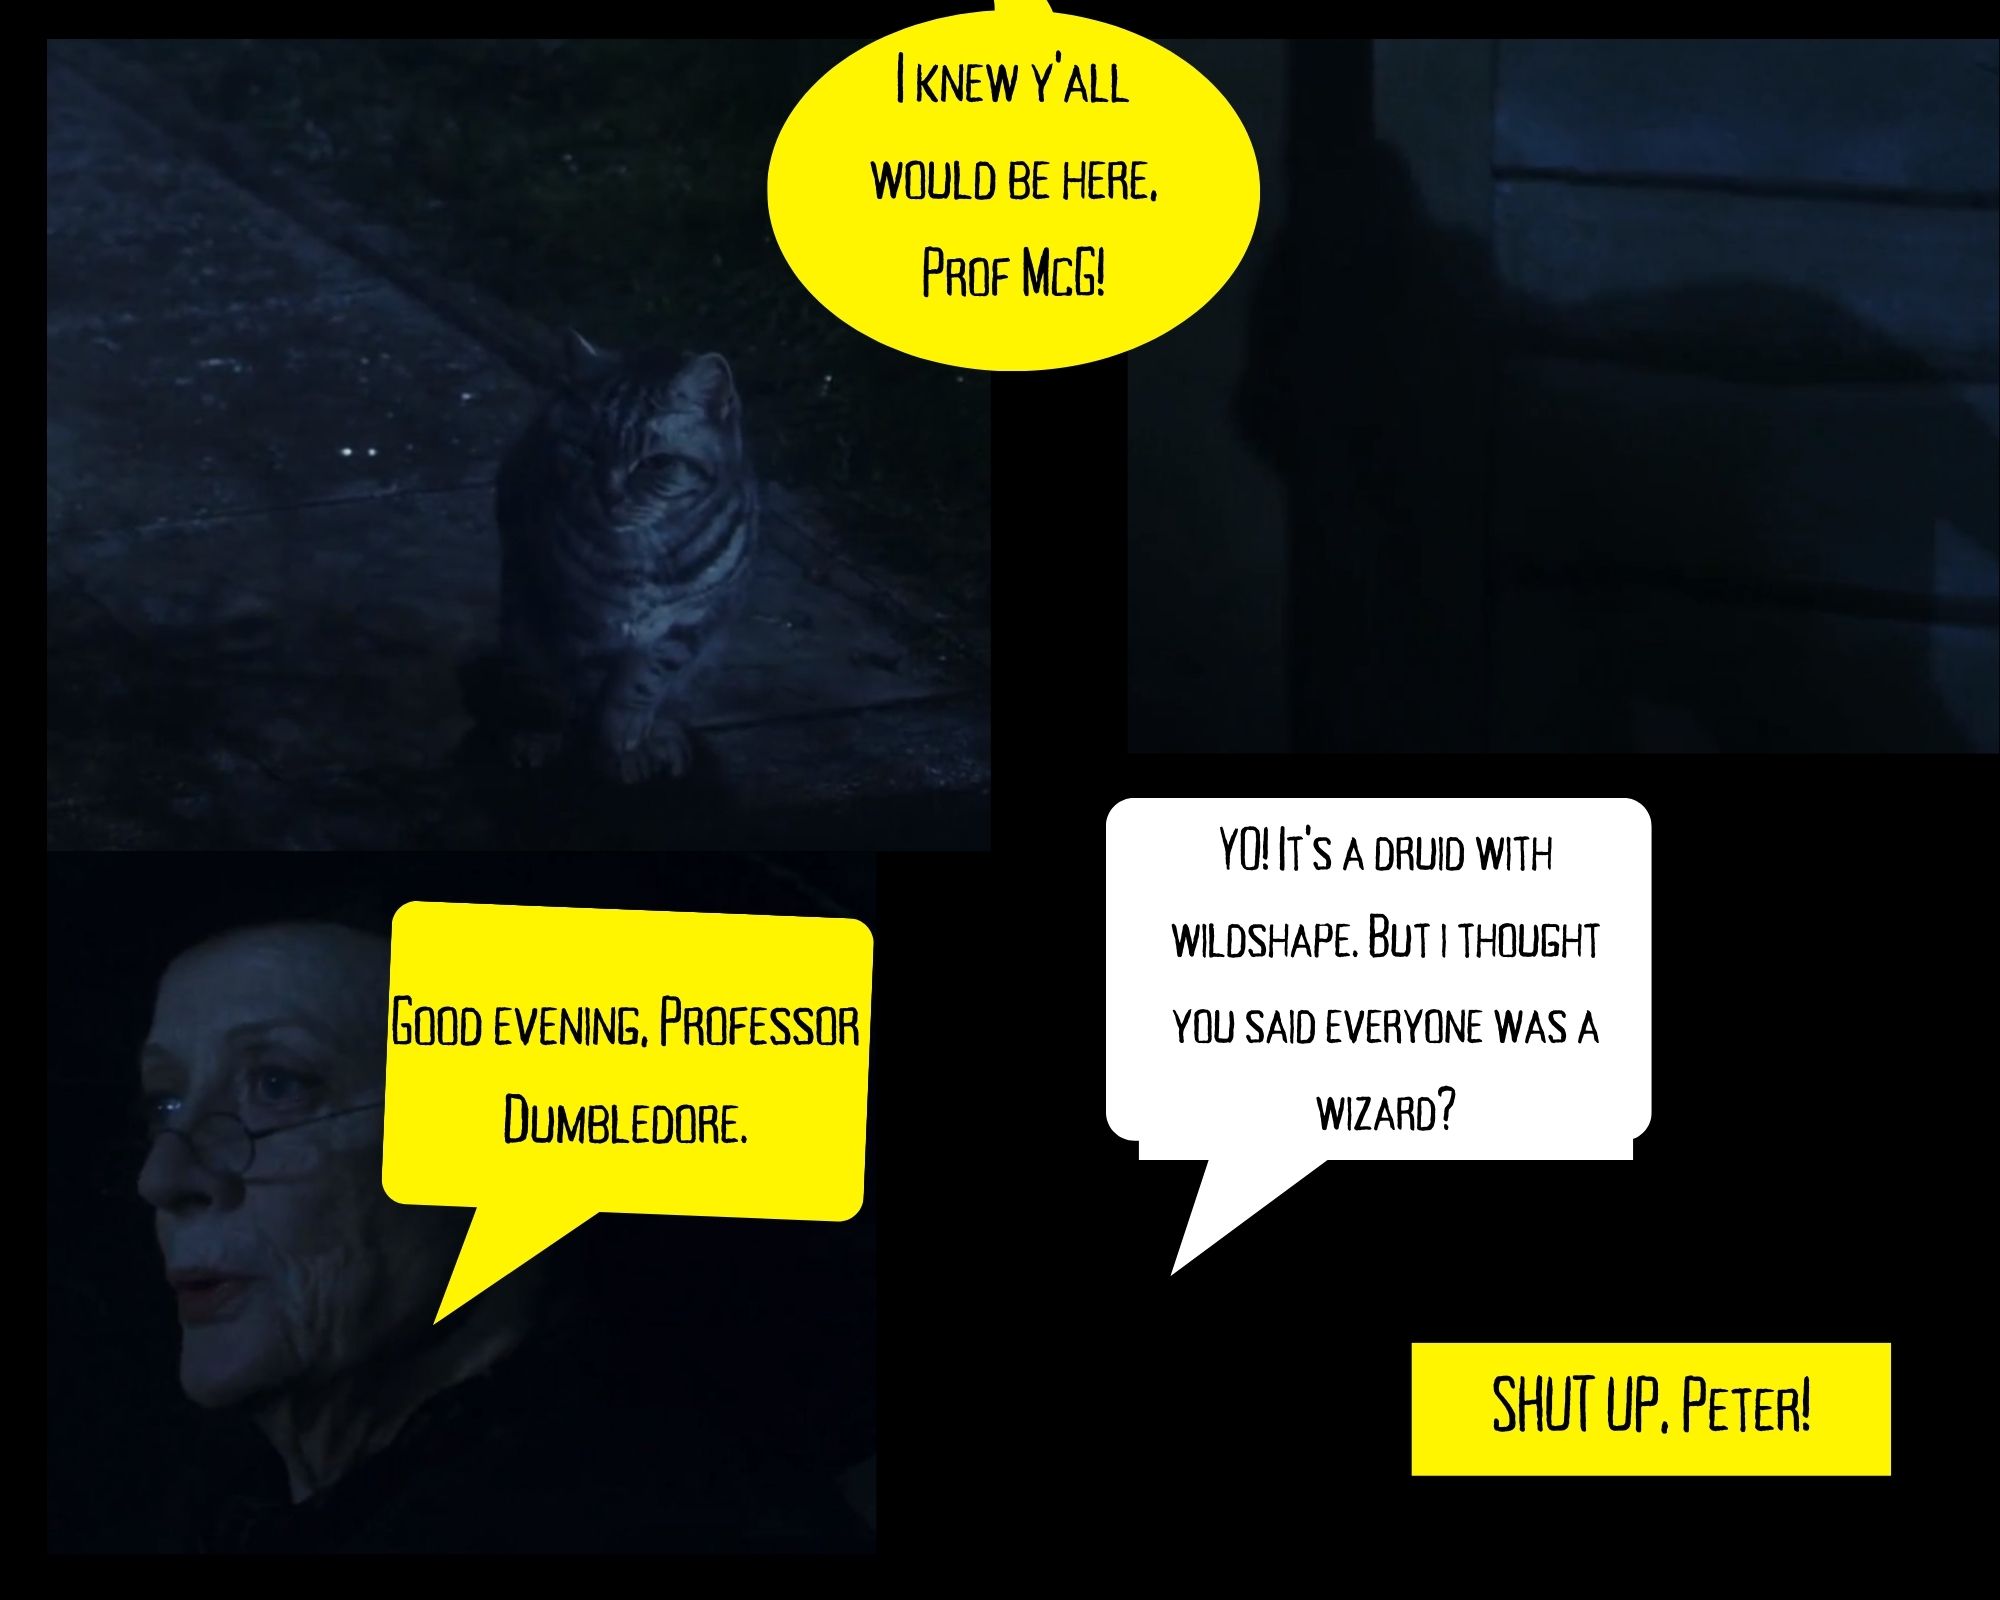 I KNEW Y'ALL
WOULD BE HERE,
PROF McG!
GOOD EVENING, PROFESSOR
DUMBLEDORE.
YO! IT'S A DRUID WITH
WILDSHAPE. BUT I THOUGHT
YOU SAID EVERYONE WAS A
WIZARD?
SHUT UP, PETER!